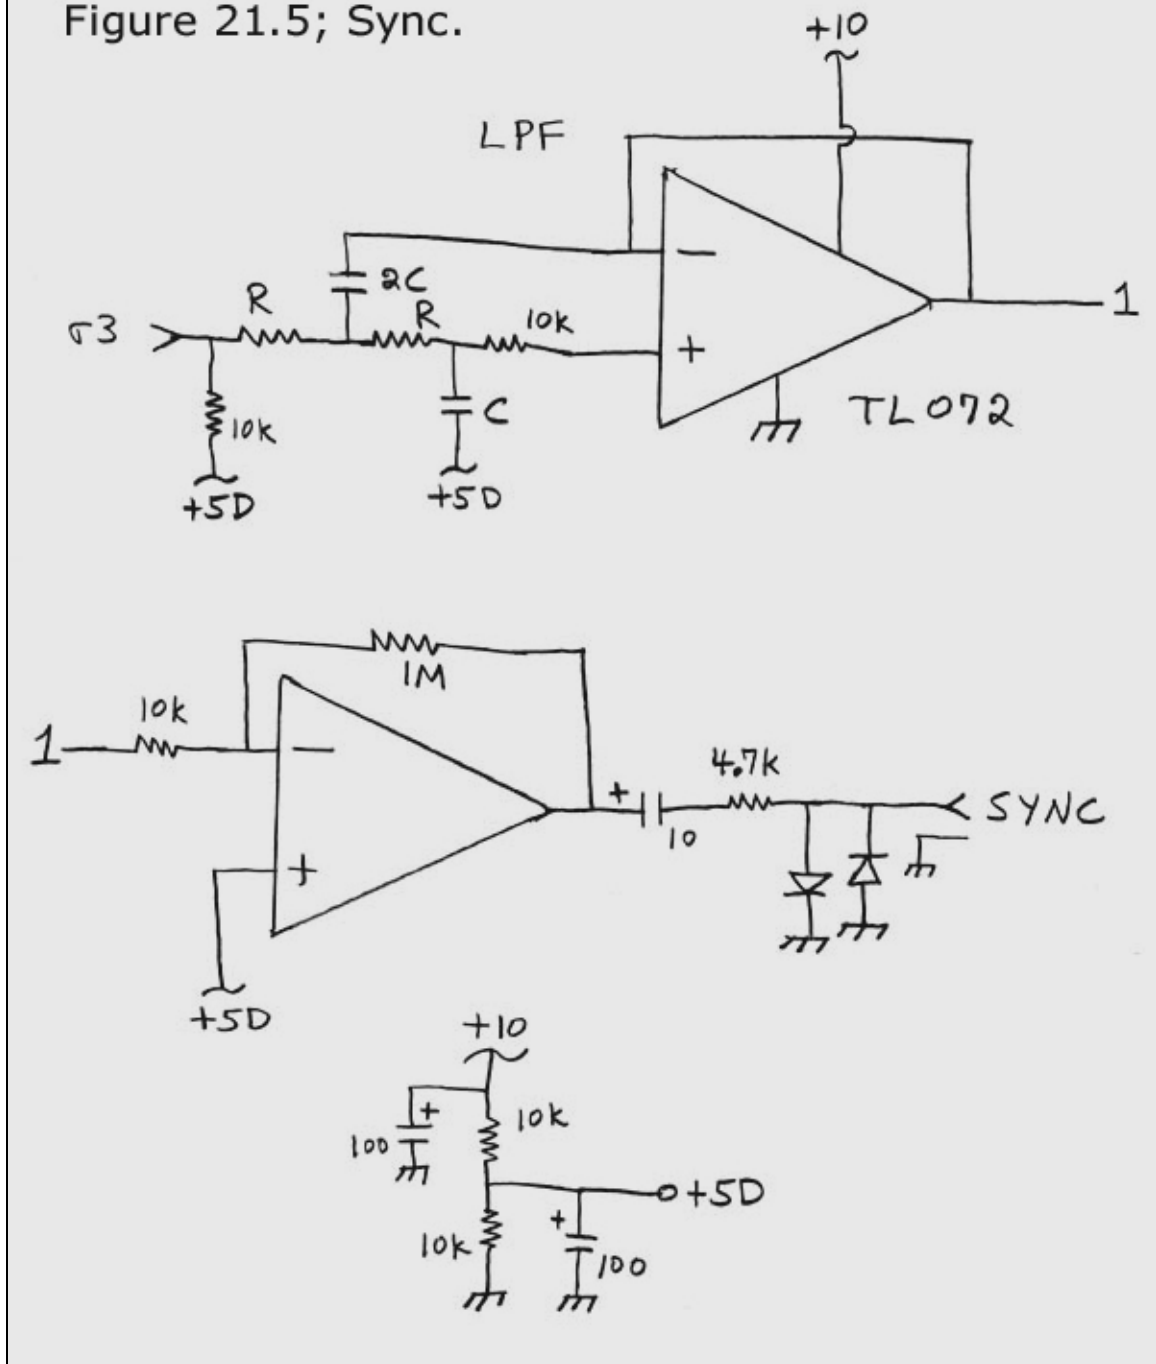 Figure 21.5; Sync.
+10
LPF
2C
R
R
10k
σ3
1
10k
C
TL072
+5D
+5D
1M
10k
1
4.7k
+
SYNC
10
+5D
+10
+
10k
100
+5D
+
10k
100